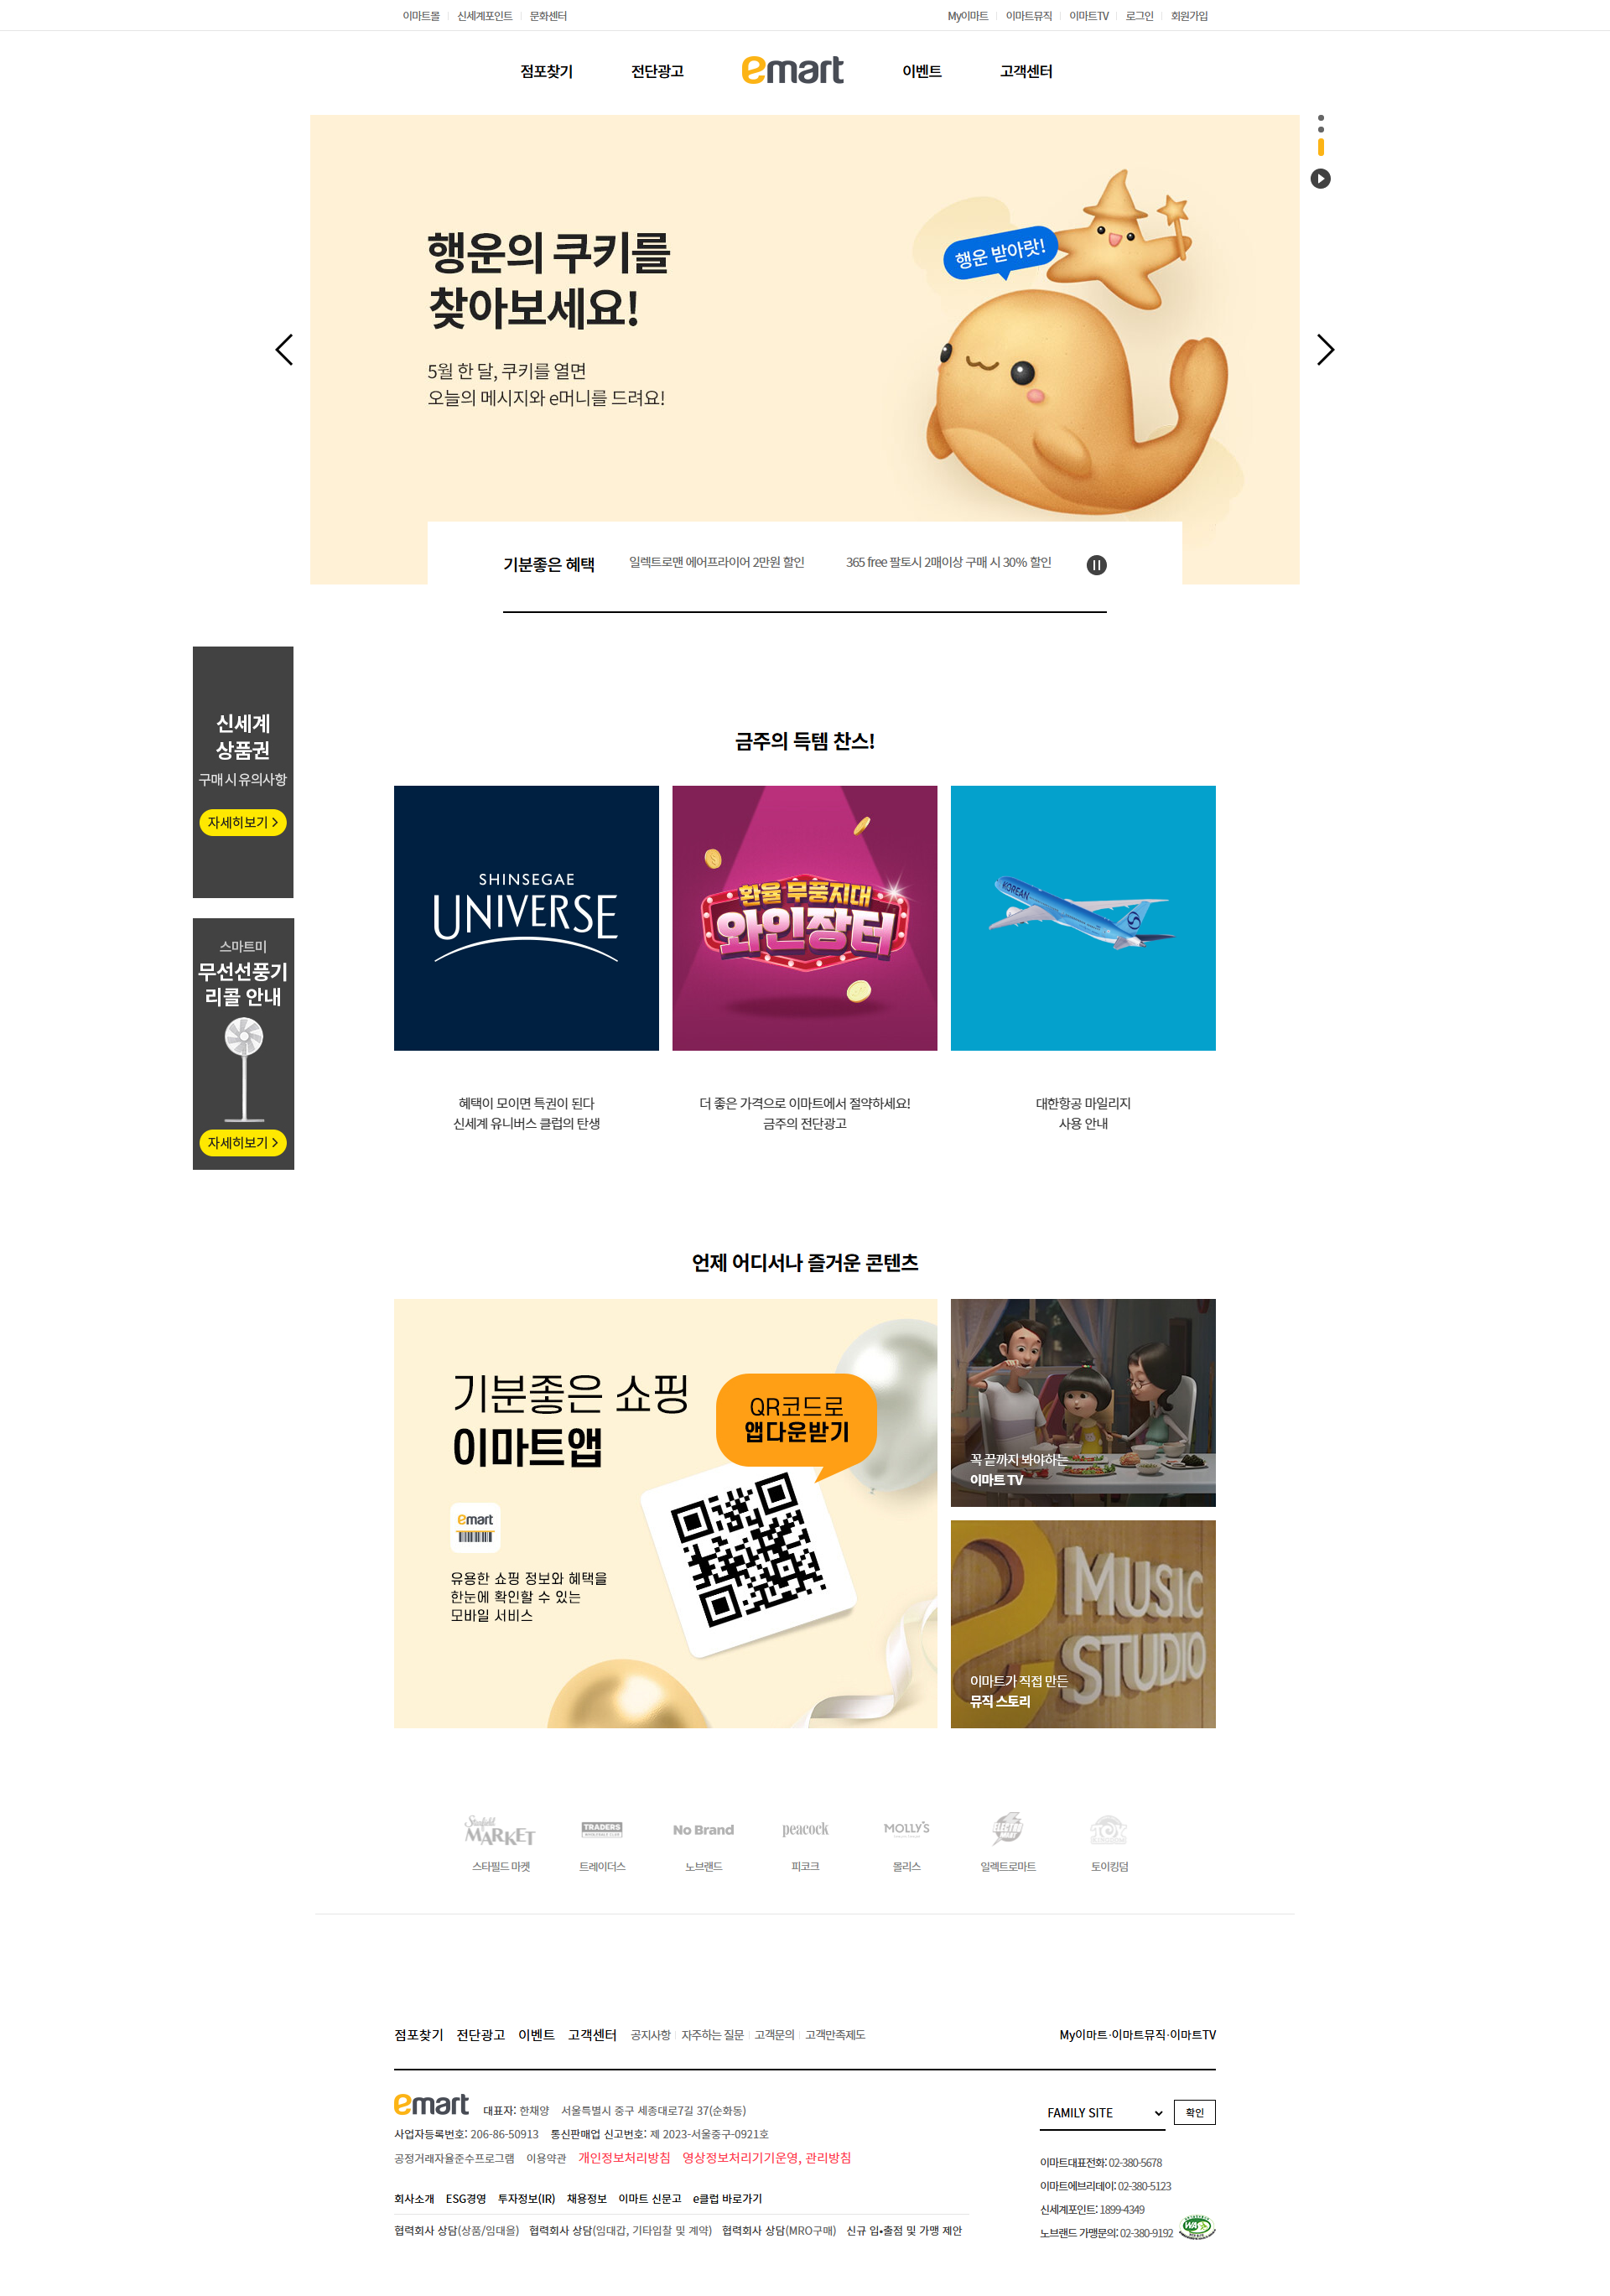 이마트몰 신세계포인트 문화센터 My이마트 이마트뮤직 이마트TV 로그인 회원가입
점포찾기 전단광고 emart 이벤트 고객센터
행운의 쿠키를
찾아보세요!
5월 한 달, 쿠키를 열면
오늘의 메시지와 e머니를 드려요!
행운 받아랏!
기분좋은 혜택 일렉트로맨 에어프라이어 2만원 할인 365 free 팔토시 2매이상 구매 시 30% 할인
신세계
상품권
구매 시 유의사항
자세히보기
스마트미
무선선풍기
리콜 안내
자세히보기
금주의 득템 찬스!
SHINSEGAE
UNIVERSE
환율 무풍지대
와인장터
KOREAN
혜택이 모이면 특권이 된다
신세계 유니버스 클럽의 탄생
더 좋은 가격으로 이마트에서 절약하세요!
금주의 전단광고
대한항공 마일리지
사용 안내
언제 어디서나 즐거운 콘텐츠
기분좋은 쇼핑
이마트앱
QR코드로
앱다운받기
emart
유용한 쇼핑 정보와 혜택을
한눈에 확인할 수 있는
모바일 서비스
꼭 끝까지 봐야하는
이마트 TV
MUSIC
STUDIO
이마트가 직접 만든
뮤직 스토리
Starfield
MARKET TRADERS No Brand peacock MOLLY'S ELECTRO MART TOY
스타필드 마켓 트레이더스 노브랜드 피코크 몰리스 일렉트로마트 토이킹덤
점포찾기 전단광고 이벤트 고객센터 공지사항 자주하는 질문 고객문의 고객만족제도 My이마트·이마트뮤직·이마트TV
emart 대표자: 한채양 서울특별시 중구 세종대로7길 37(순화동)
사업자등록번호: 206-86-50913 통신판매업 신고번호: 제 2023-서울중구-0921호
공정거래자율준수프로그램 이용약관 개인정보처리방침 영상정보처리기기운영, 관리방침
회사소개 ESG경영 투자정보(IR) 채용정보 이마트 신문고 e클럽 바로가기
협력회사 상담(상품/임대을) 협력회사 상담(임대갑, 기타입찰 및 계약) 협력회사 상담(MRO구매) 신규 입•출점 및 가맹 제안
FAMILY SITE 확인
이마트대표전화: 02-380-5678
이마트에브리데이: 02-380-5123
신세계포인트: 1899-4349
노브랜드 가맹문의: 02-380-9192
WA